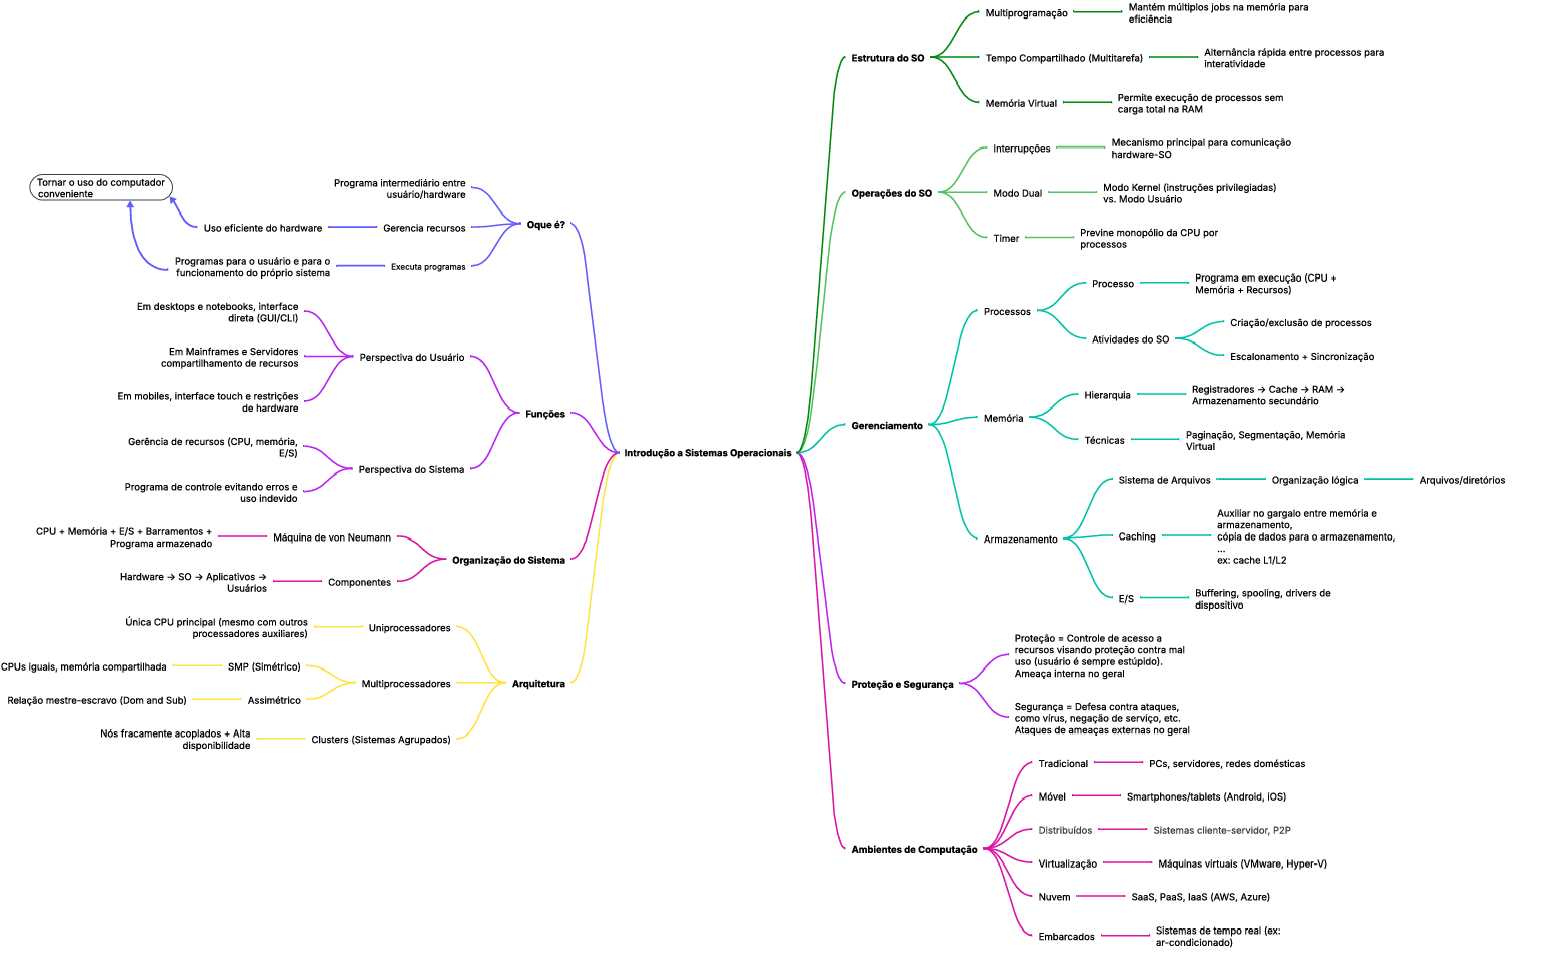 Introdução a Sistemas Operacionais
Oque é?
Programa intermediário entre
usuário/hardware
Gerencia recursos
Uso eficiente do hardware
Executa programas
Programas para o usuário e para o
funcionamento do próprio sistema
Tornar o uso do computador
conveniente
Funções
Perspectiva do Usuário
Em desktops e notebooks, interface
direta (GUI/CLI)
Em Mainframes e Servidores
compartilhamento de recursos
Em mobiles, interface touch e restrições
de hardware
Perspectiva do Sistema
Gerência de recursos (CPU, memória,
E/S)
Programa de controle evitando erros e
uso indevido
Organização do Sistema
Máquina de von Neumann
CPU + Memória + E/S + Barramentos +
Programa armazenado
Componentes
Hardware → SO → Aplicativos →
Usuários
Arquitetura
Uniprocessadores
Única CPU principal (mesmo com outros
processadores auxiliares)
Multiprocessadores
SMP (Simétrico)
CPUs iguais, memória compartilhada
Assimétrico
Relação mestre-escravo (Dom and Sub)
Clusters (Sistemas Agrupados)
Nós fracamente acoplados + Alta
disponibilidade
Estrutura do SO
Multiprogramação
Mantém múltiplos jobs na memória para
eficiência
Tempo Compartilhado (Multitarefa)
Alternância rápida entre processos para
interatividade
Memória Virtual
Permite execução de processos sem
carga total na RAM
Operações do SO
Interrupções
Mecanismo principal para comunicação
hardware-SO
Modo Dual
Modo Kernel (instruções privilegiadas)
vs. Modo Usuário
Timer
Previne monopólio da CPU por
processos
Gerenciamento
Processos
Processo
Programa em execução (CPU +
Memória + Recursos)
Atividades do SO
Criação/exclusão de processos
Escalonamento + Sincronização
Memória
Hierarquia
Registradores → Cache → RAM →
Armazenamento secundário
Técnicas
Paginação, Segmentação, Memória
Virtual
Armazenamento
Sistema de Arquivos
Organização lógica
Arquivos/diretórios
Caching
Auxiliar no gargalo entre memória e
armazenamento,
cópia de dados para o armazenamento,
...
ex: cache L1/L2
E/S
Buffering, spooling, drivers de
dispositivo
Proteção e Segurança
Proteção = Controle de acesso a
recursos visando proteção contra mal
uso (usuário é sempre estúpido).
Ameaça interna no geral
Segurança = Defesa contra ataques,
como vírus, negação de serviço, etc.
Ataques de ameaças externas no geral
Ambientes de Computação
Tradicional
PCs, servidores, redes domésticas
Móvel
Smartphones/tablets (Android, iOS)
Distribuídos
Sistemas cliente-servidor, P2P
Virtualização
Máquinas virtuais (VMware, Hyper-V)
Nuvem
SaaS, PaaS, IaaS (AWS, Azure)
Embarcados
Sistemas de tempo real (ex:
ar-condicionado)